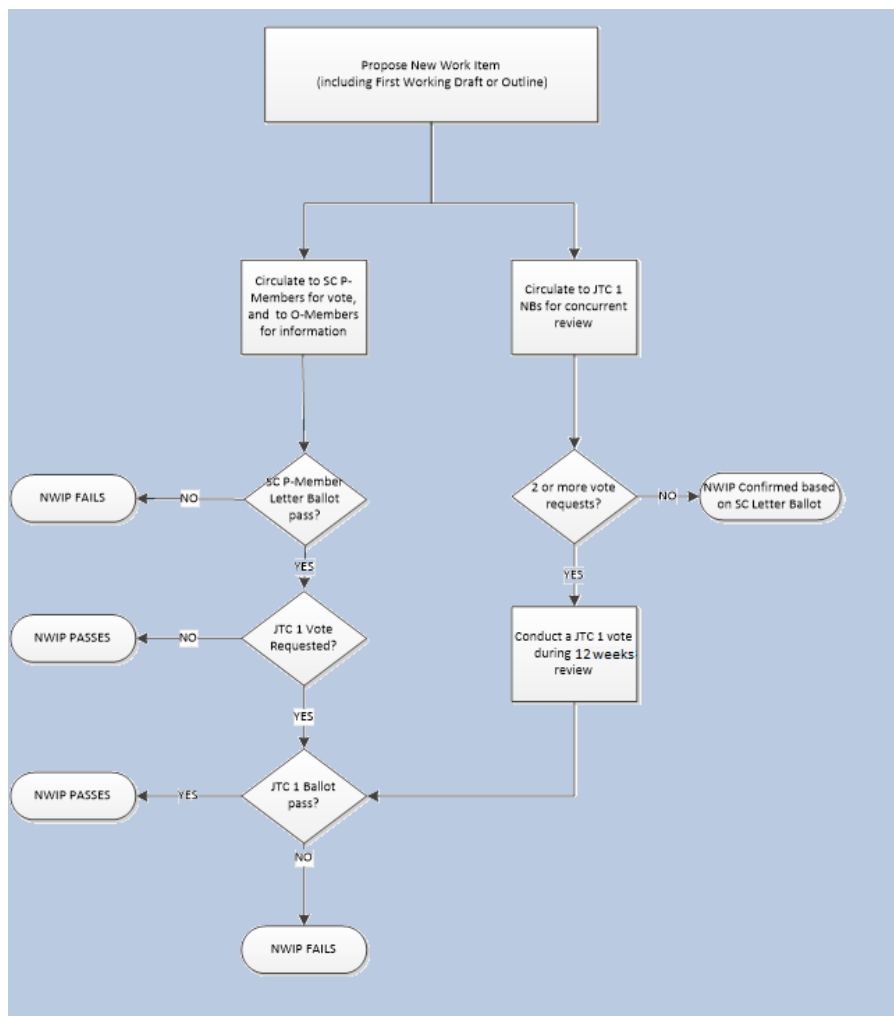 Propose New Work Item
(including First Working Draft or Outline)
Circulate to SC P-
Members for vote,
and to O-Members
for information
Circulate to JTC 1
NBs for concurrent
review
SC P-Member
Letter Ballot
pass?
NO
NWIP FAILS
2 or more vote
requests?
NO
NWIP Confirmed based
on SC Letter Ballot
YES
YES
JTC 1 Vote
Requested?
NO
NWIP PASSES
Conduct a JTC 1 vote
during 12 weeks
review
YES
JTC 1 Ballot
pass?
YES
NWIP PASSES
NO
NWIP FAILS